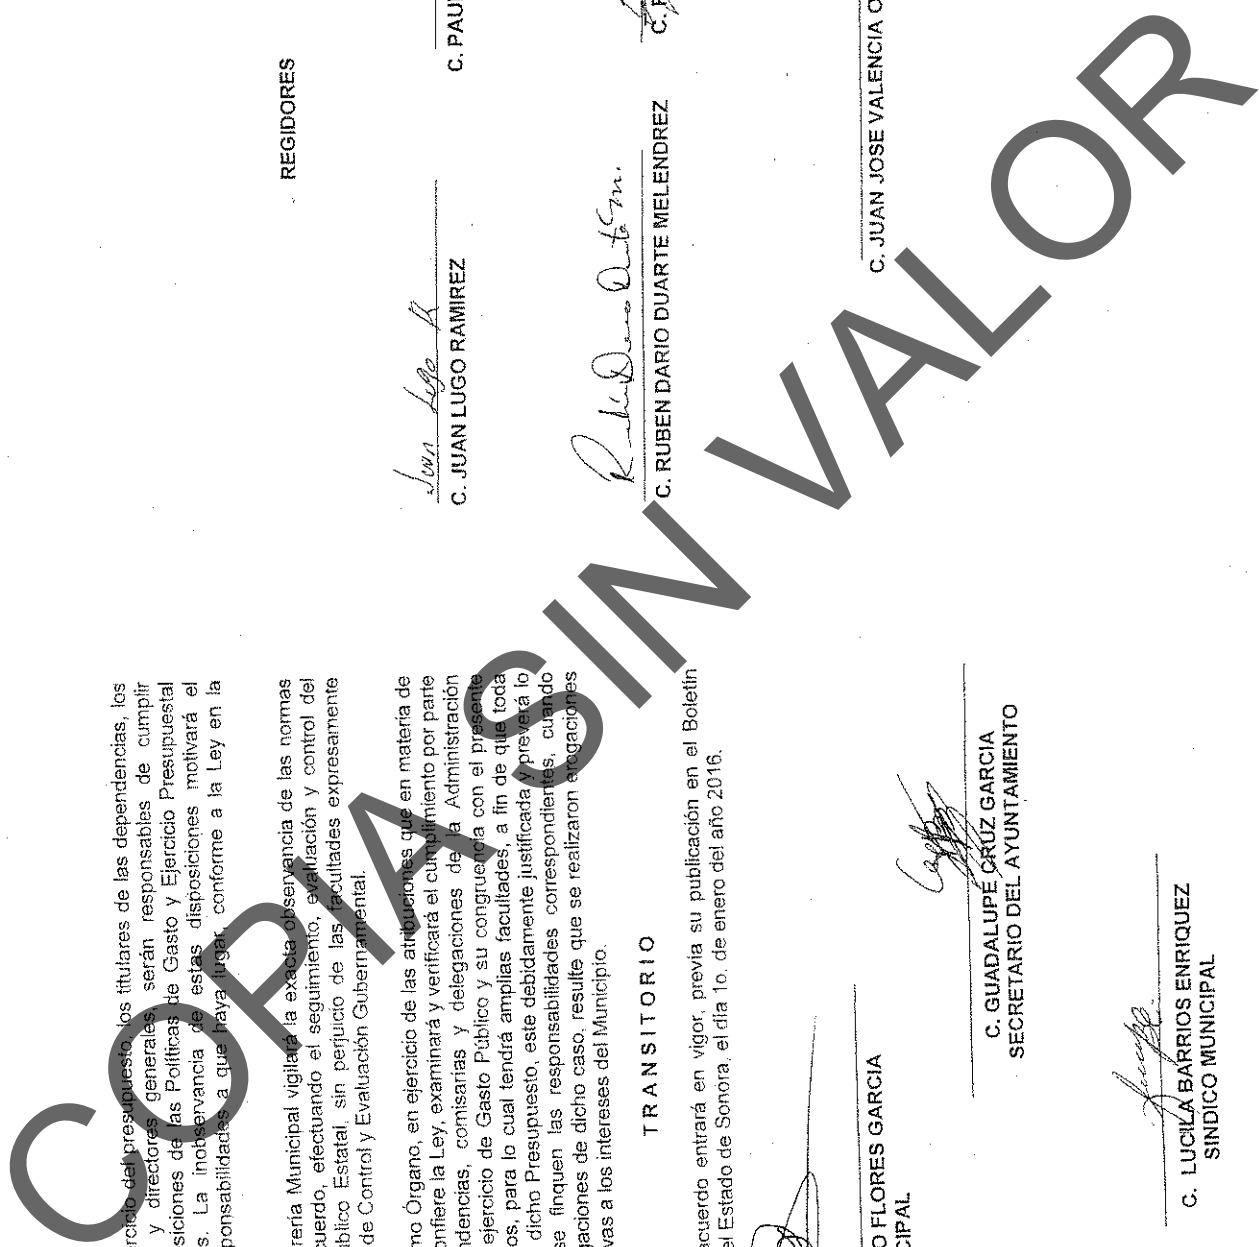 rcicio del presupuesto, los titulares de las dependencias, los
y directores generales, serán responsables de cumplir
siciones de las Políticas de Gasto y Ejercicio Presupuestal
s. La inobservancia de estas disposiciones motivará el
ponsabilidades a que haya lugar, conforme a la Ley en la
rería Municipal vigilará la exacta observancia de las normas
cuerdo, efectuando el seguimiento, evaluación y control del
blico Estatal, sin perjuicio de las facultades expresamente
de Control y Evaluación Gubernamental.
mo Órgano, en ejercicio de las atribuciones que en materia de
onfiere la Ley, examinará y verificará el cumplimiento por parte
ndencias, comisarías y delegaciones de la Administración
ejercicio de Gasto Público y su congruencia con el presente
os, para lo cual tendrá amplias facultades, a fin de que toda
dicho Presupuesto, este debidamente justificada y preverá lo
se finquen las responsabilidades correspondientes, cuando
gaciones de dicho caso, resulte que se realizaron erogaciones
vas a los intereses del Municipio.
TRANSITORIO
acuerdo entrará en vigor, previa su publicación en el Boletín
el Estado de Sonora, el día 1o. de enero del año 2016.
O FLORES GARCIA
CIPAL
C. GUADALUPE CRUZ GARCIA
SECRETARIO DEL AYUNTAMIENTO
C. LUCILA BARRIOS ENRIQUEZ
SINDICO MUNICIPAL
REGIDORES
Juan Lugo R
C. JUAN LUGO RAMIREZ
C. PAU
C. RUBEN DARIO DUARTE MELENDREZ
C. JUAN JOSE VALENCIA O
COPIA SIN VALOR